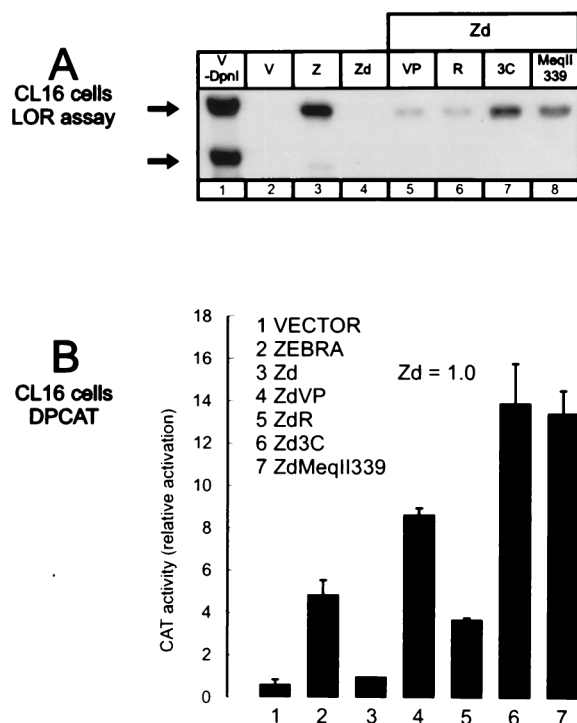 Zd
A
CL16 cells
LOR assay
V -DpnI V Z Zd VP R 3C MeqII 339
1 2 3 4 5 6 7 8
B
CL16 cells
DPCAT
CAT activity (relative activation)
18
16
14
12
10
8
6
4
2
0
1 VECTOR
2 ZEBRA
3 Zd
4 ZdVP
5 ZdR
6 Zd3C
7 ZdMeqII339
Zd = 1.0
1 2 3 4 5 6 7